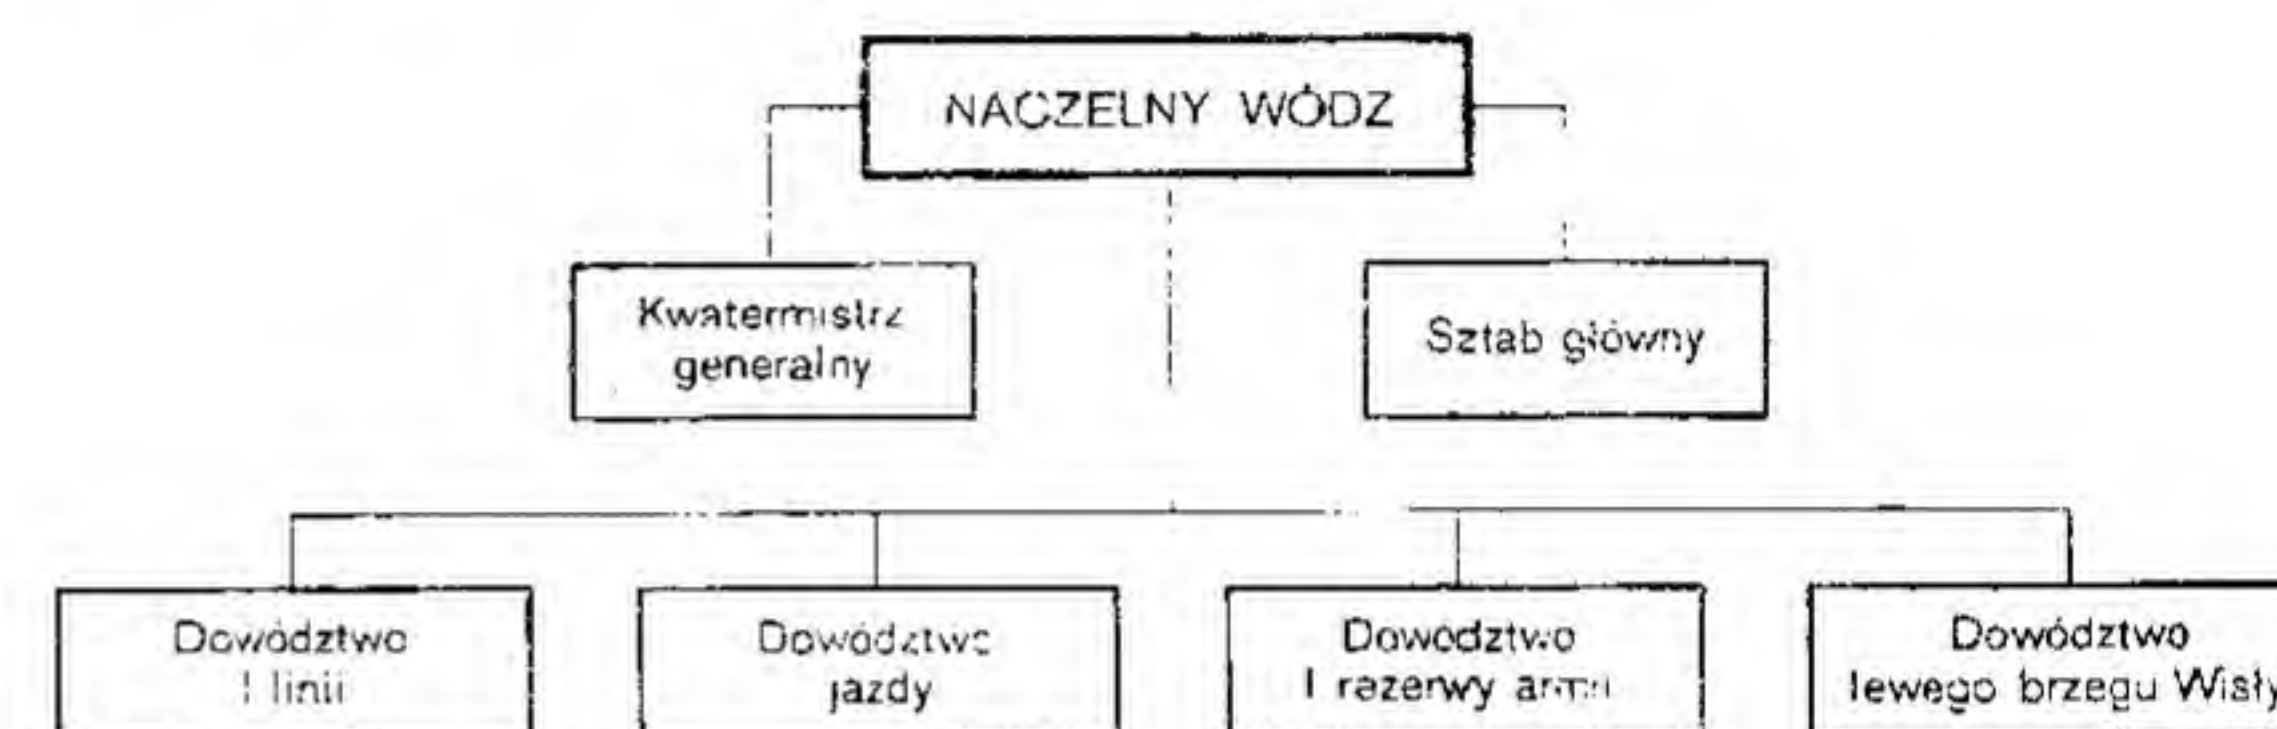 NACZELNY WÓDZ
Kwatermistrz
generalny
Sztab główny
Dowództwo
I linii
Dowództwo
jazdy
Dowództwo
I rezerwy armii
Dowództwo
lewego brzegu Wisły